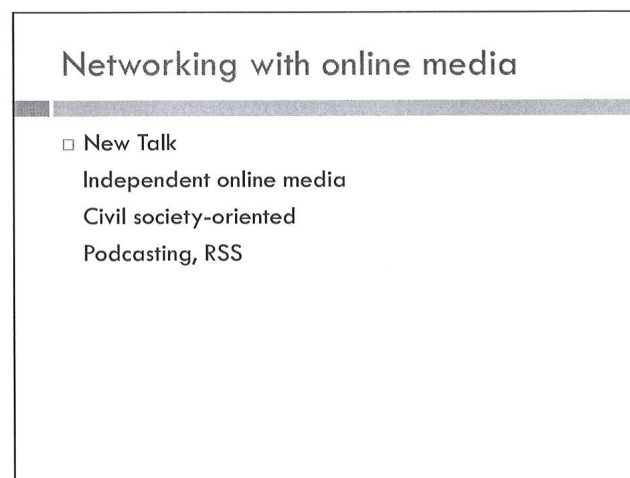 Networking with online media
□ New Talk
Independent online media
Civil society-oriented
Podcasting, RSS